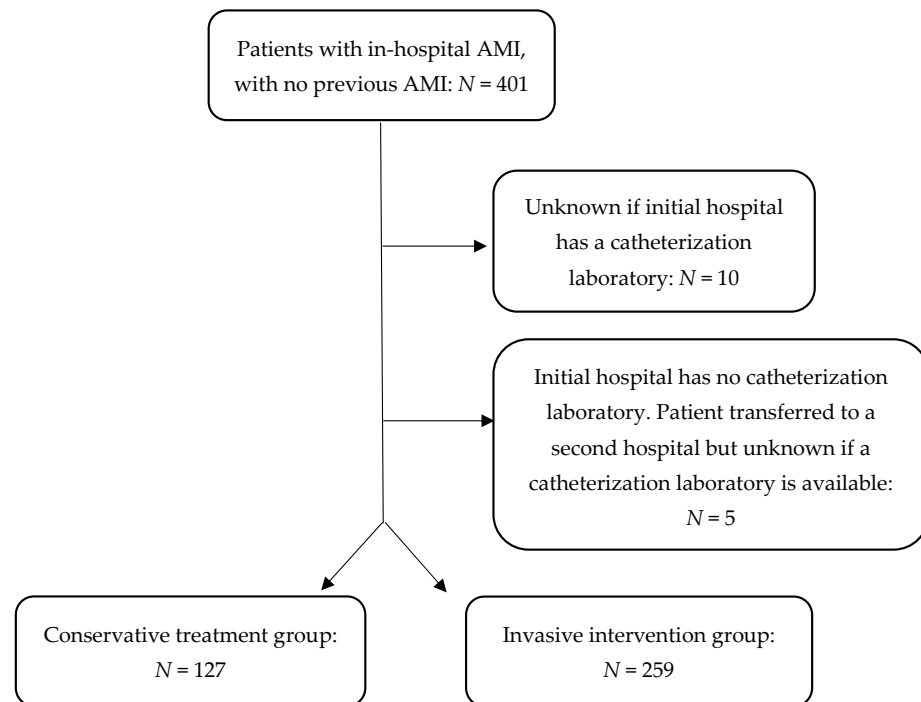 Patients with in-hospital AMI,
with no previous AMI: N = 401
Unknown if initial hospital
has a catheterization
laboratory: N = 10
Initial hospital has no catheterization
laboratory. Patient transferred to a
second hospital but unknown if a
catheterization laboratory is available:
N = 5
Conservative treatment group:
N = 127
Invasive intervention group:
N = 259